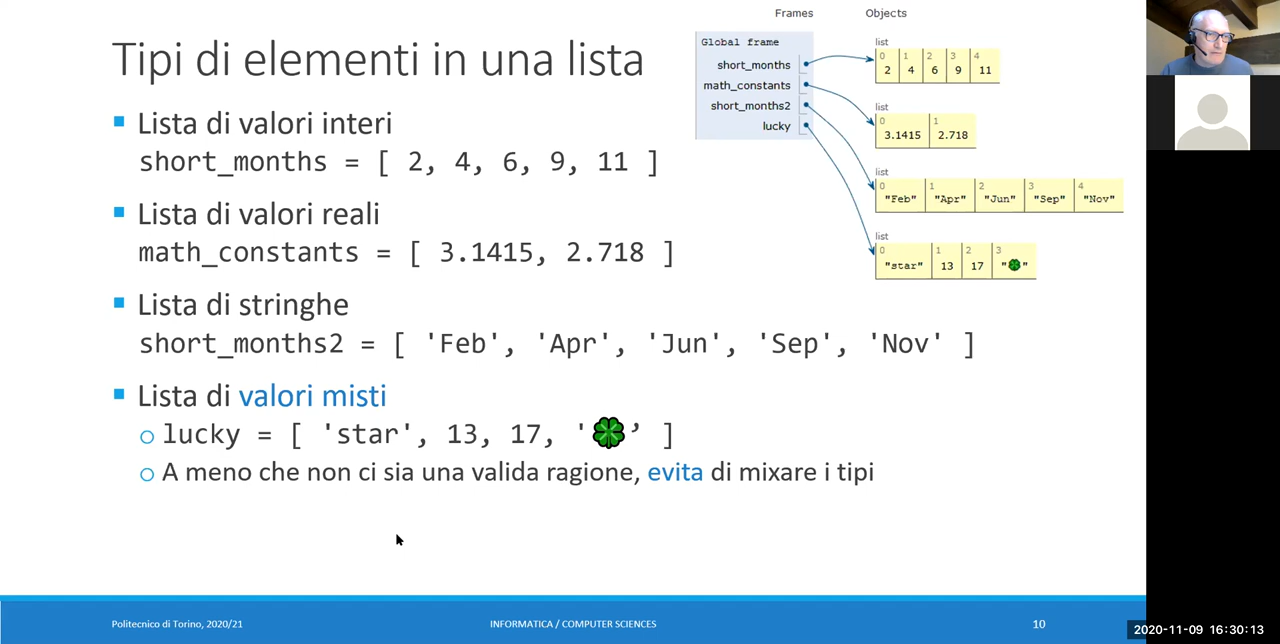 Tipi di elementi in una lista
▪ Lista di valori interi
short_months = [ 2, 4, 6, 9, 11 ]
▪ Lista di valori reali
math_constants = [ 3.1415, 2.718 ]
▪ Lista di stringhe
short_months2 = [ 'Feb', 'Apr', 'Jun', 'Sep', 'Nov' ]
▪ Lista di valori misti
o lucky = [ 'star', 13, 17, '🍀’ ]
o A meno che non ci sia una valida ragione, evita di mixare i tipi
Frames Objects
Global frame
short_months
math_constants
short_months2
lucky
list
0 1 2 3 4
2 4 6 9 11
list
0 1
3.1415 2.718
list
0 1 2 3 4
"Feb" "Apr" "Jun" "Sep" "Nov"
list
0 1 2 3
"star" 13 17 "🍀"
Politecnico di Torino, 2020/21 INFORMATICA / COMPUTER SCIENCES 10
2020-11-09 16:30:13